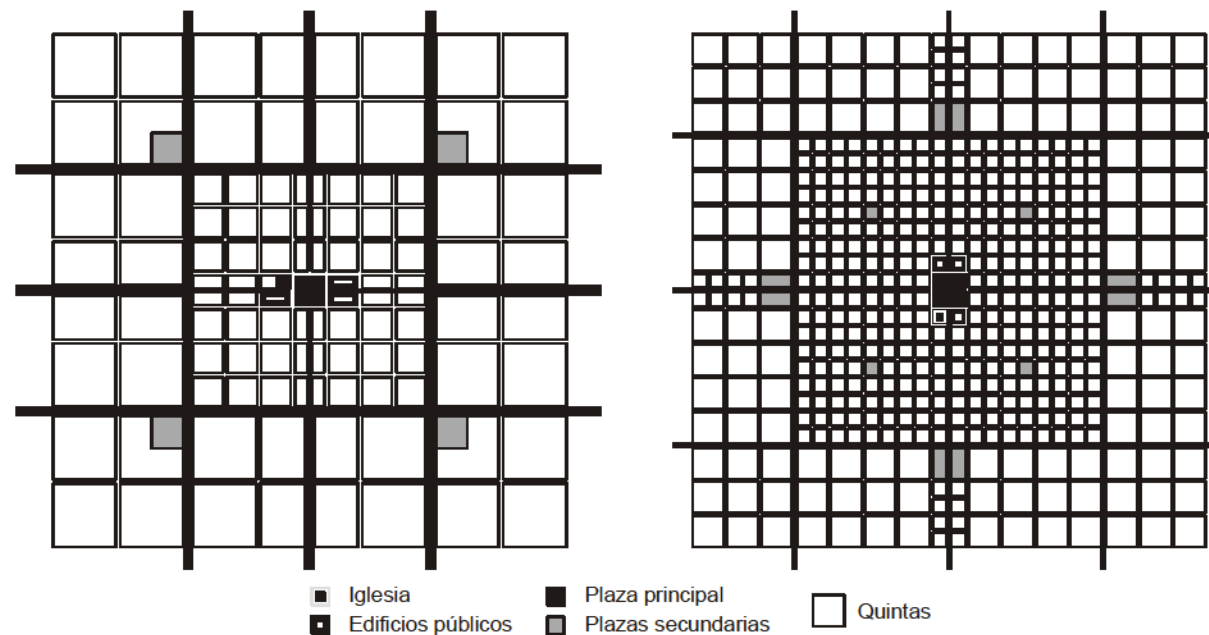 Iglesia
Plaza principal
Quintas
Edificios públicos
Plazas secundarias